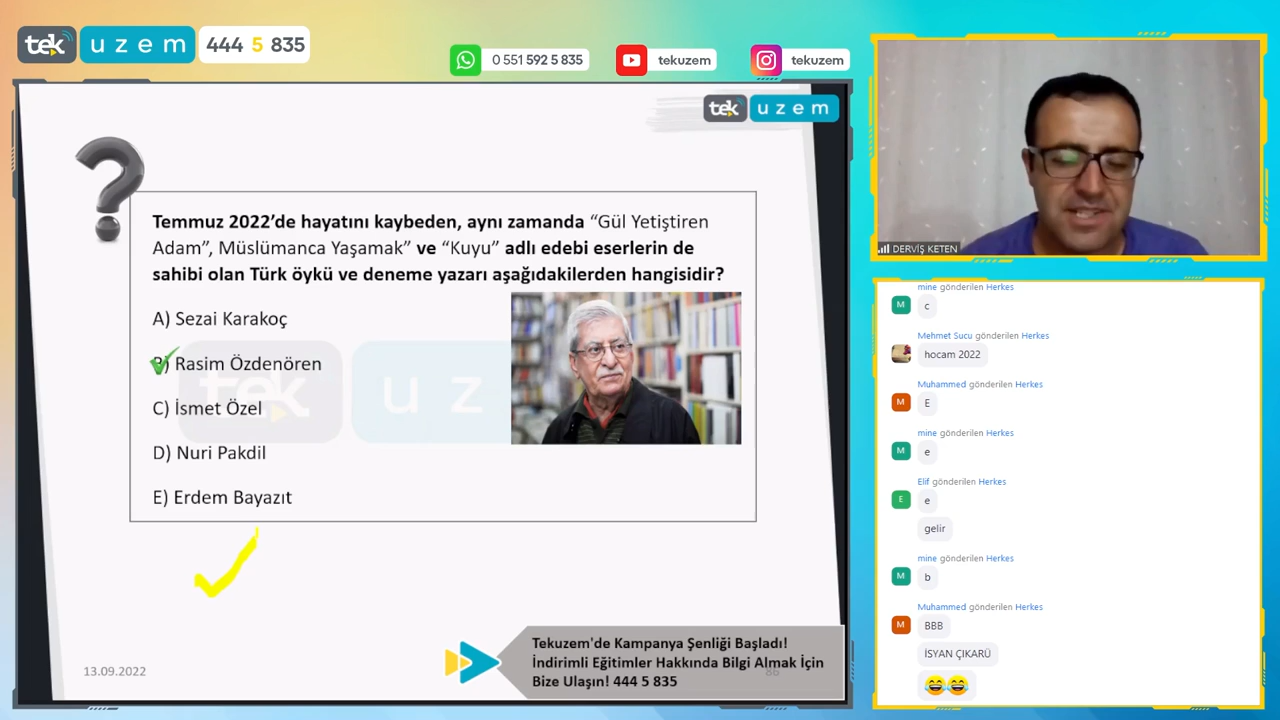 tek uzem 444 5 835
0 551 592 5 835
tekuzem
tekuzem
tek uzem
Temmuz 2022’de hayatını kaybeden, aynı zamanda “Gül Yetiştiren
Adam”, Müslümanca Yaşamak” ve “Kuyu” adlı edebi eserlerin de
sahibi olan Türk öykü ve deneme yazarı aşağıdakilerden hangisidir?
A) Sezai Karakoç
B) Rasim Özdenören
C) İsmet Özel
D) Nuri Pakdil
E) Erdem Bayazıt
tek uz
13.09.2022
Tekuzem'de Kampanya Şenliği Başladı!
İndirimli Eğitimler Hakkında Bilgi Almak İçin
Bize Ulaşın! 444 5 835
86
DERVİŞ KETEN
mine gönderilen Herkes
M
c
Mehmet Sucu gönderilen Herkes
hocam 2022
Muhammed gönderilen Herkes
M
E
mine gönderilen Herkes
M
e
Elif gönderilen Herkes
E
e
gelir
mine gönderilen Herkes
M
b
Muhammed gönderilen Herkes
M
BBB
İSYAN ÇIKARÜ